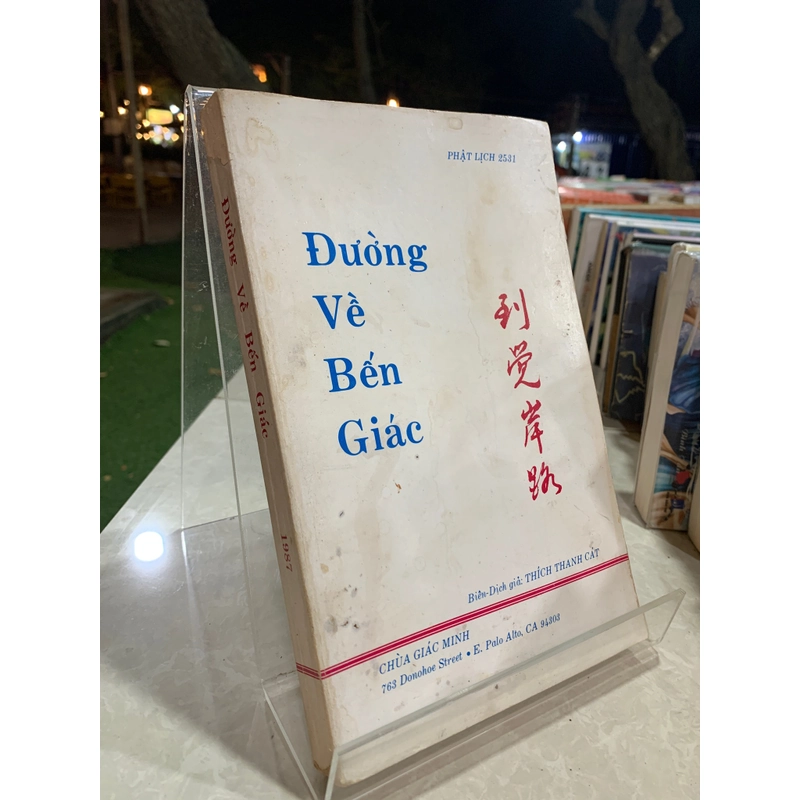 PHẬT LỊCH 2531
Đường
Về
Bến
Giác
到覺岸路
Biên-Dịch giả: THÍCH THANH CÁT
CHÙA GIÁC MINH
763 Donohoe Street • E. Palo Alto, CA 94303
Đường Về Bến Giác 1987